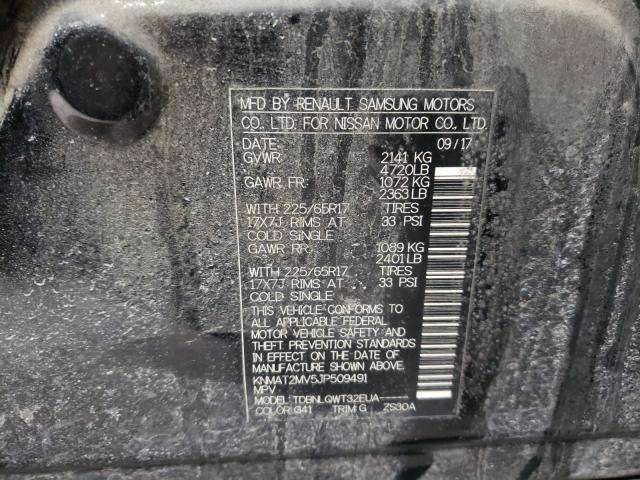 MFD BY RENAULT SAMSUNG MOTORS
CO., LTD. FOR NISSAN MOTOR CO., LTD.
DATE: 09/17
GVWR 2141 KG
4720LB
GAWR FR: 1072 KG
2363LB
WITH 225/65R17 TIRES
17X7J RIMS AT 33 PSI
COLD SINGLE
GAWR RR: 1089 KG
2401LB
WITH 225/65R17 TIRES
17X7J RIMS AT 33 PSI
COLD SINGLE
THIS VEHICLE CONFORMS TO
ALL APPLICABLE FEDERAL
MOTOR VEHICLE SAFETY AND
THEFT PREVENTION STANDARDS
IN EFFECT ON THE DATE OF
MANUFACTURE SHOWN ABOVE.
KNMAT2MV5JP509491
MPV
MODEL: TDBNLQWT32EUA-----
COLOR G41 TRIM G ZS30A